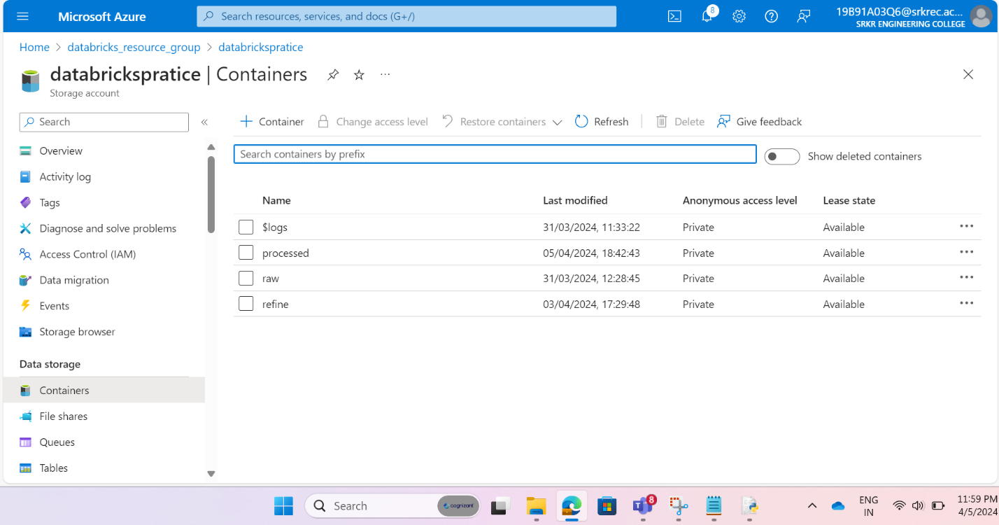 Microsoft Azure
Search resources, services, and docs (G+/)
8
19B91A03Q6@srkrec.ac...
SRKR ENGINEERING COLLEGE
Home > databricks_resource_group > databrickspratice
databrickspratice | Containers
Storage account
Search
Container
Change access level
Restore containers
Refresh
Delete
Give feedback
Overview
Activity log
Tags
Diagnose and solve problems
Access Control (IAM)
Data migration
Events
Storage browser
Data storage
Containers
File shares
Queues
Tables
Search containers by prefix
Show deleted containers
Name Last modified Anonymous access level Lease state
$logs 31/03/2024, 11:33:22 Private Available
processed 05/04/2024, 18:42:43 Private Available
raw 31/03/2024, 12:28:45 Private Available
refine 03/04/2024, 17:29:48 Private Available
Search
cognizant
8
ENG
IN
11:59 PM
4/5/2024